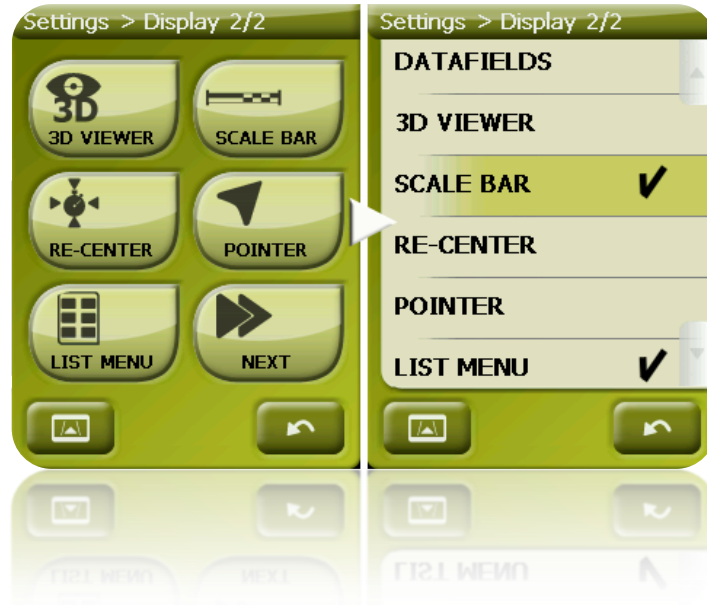 Settings > Display 2/2
3D
3D VIEWER
SCALE BAR
RE-CENTER
POINTER
LIST MENU
NEXT
Settings > Display 2/2
DATAFIELDS
3D VIEWER
SCALE BAR
RE-CENTER
POINTER
LIST MENU